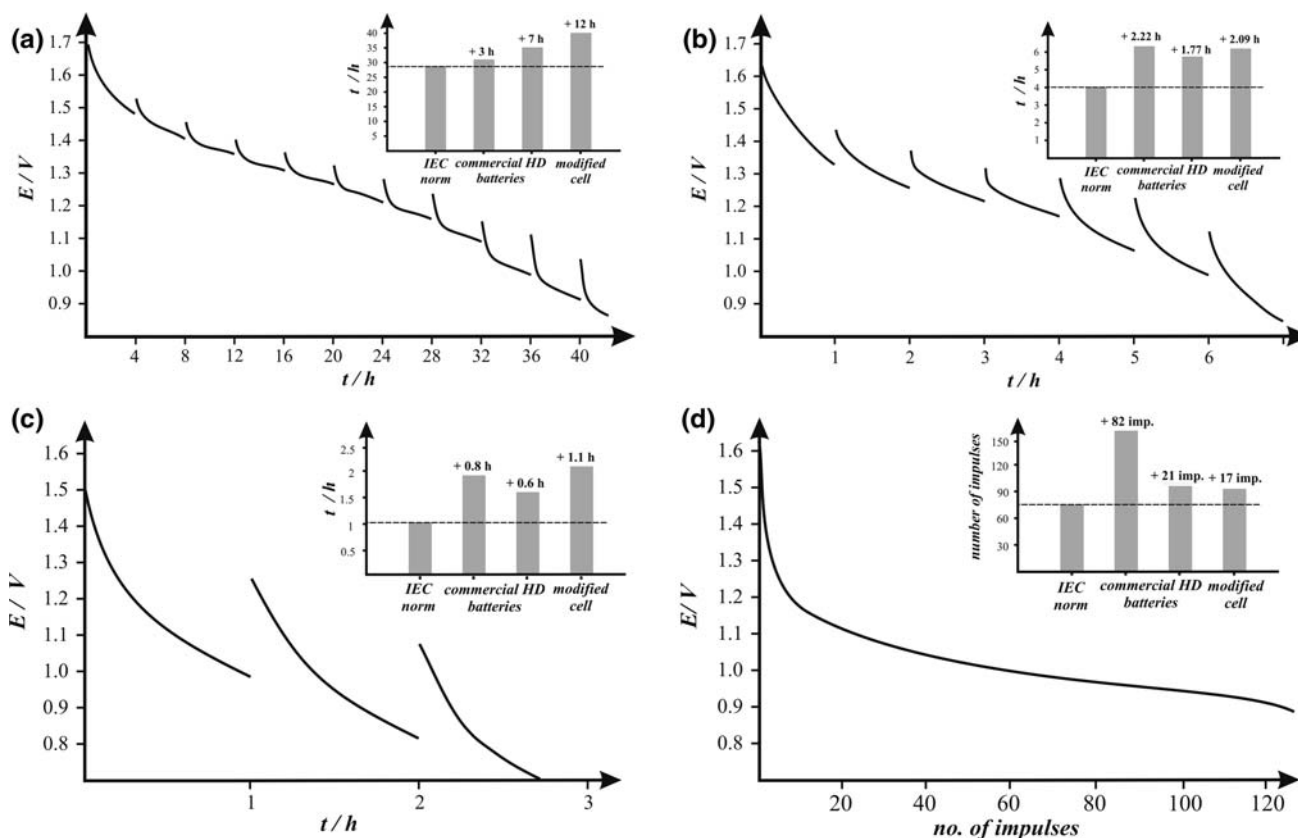 (a)
E / V
1.7
1.6
1.5
1.4
1.3
1.2
1.1
1.0
0.9
4 8 12 16 20 24 28 32 36 40
t / h
t / h
40
35
30
25
20
15
10
5
+ 3 h
+ 7 h
+ 12 h
IEC commercial HD modified
norm batteries cell
(b)
E / V
1.7
1.6
1.5
1.4
1.3
1.2
1.1
1.0
0.9
1 2 3 4 5 6
t / h
t / h
6
5
4
3
2
1
+ 2.22 h
+ 1.77 h
+ 2.09 h
IEC commercial HD modified
norm batteries cell
(c)
E / V
1.6
1.5
1.4
1.3
1.2
1.1
1.0
0.9
0.8
1 2 3
t / h
t / h
2.5
2
1.5
1
0.5
+ 0.8 h
+ 0.6 h
+ 1.1 h
IEC commercial HD modified
norm batteries cell
(d)
E / V
1.6
1.5
1.4
1.3
1.2
1.1
1.0
0.9
0.8
20 40 60 80 100 120
no. of impulses
number of impulses
150
120
90
60
30
+ 82 imp.
+ 21 imp.
+ 17 imp.
IEC commercial HD modified
norm batteries cell